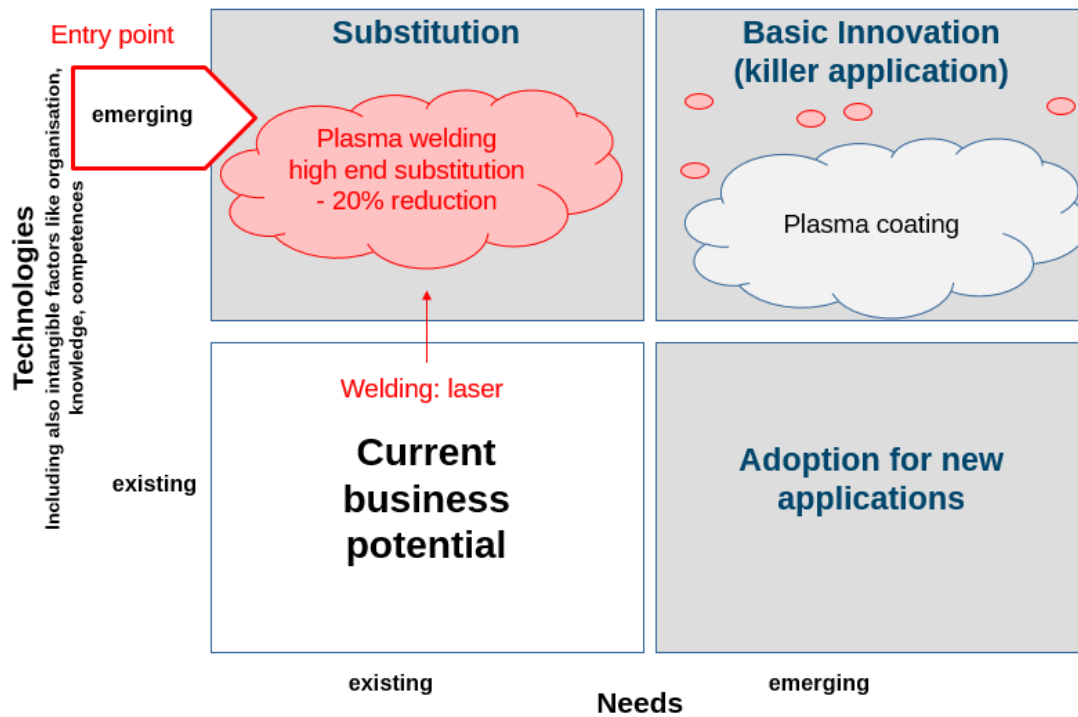 Entry point
Substitution
Basic Innovation
(killer application)
emerging
Plasma welding
high end substitution
- 20% reduction
Plasma coating
Technologies
Including also intangible factors like organisation,
knowledge, competences
Welding: laser
Current
business
potential
Adoption for new
applications
existing
existing
emerging
Needs